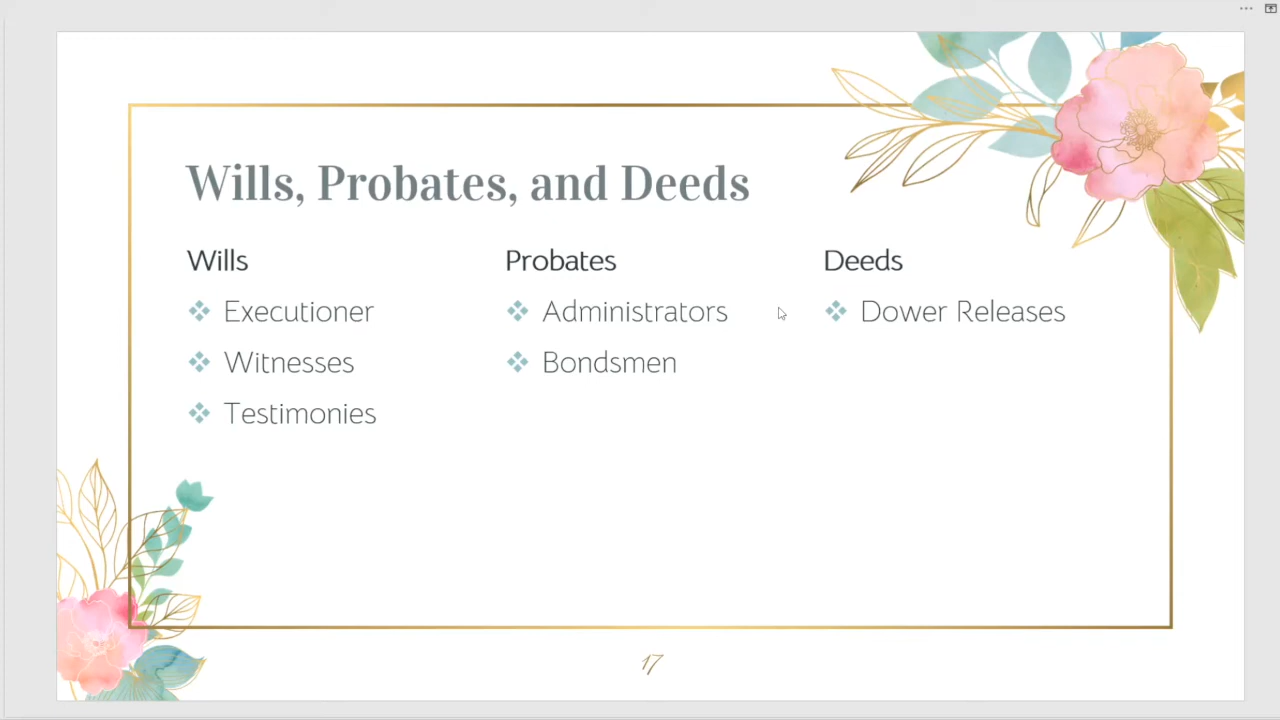 Wills, Probates, and Deeds
Wills
Executioner
Witnesses
Testimonies
Probates
Administrators
Bondsmen
Deeds
Dower Releases
17